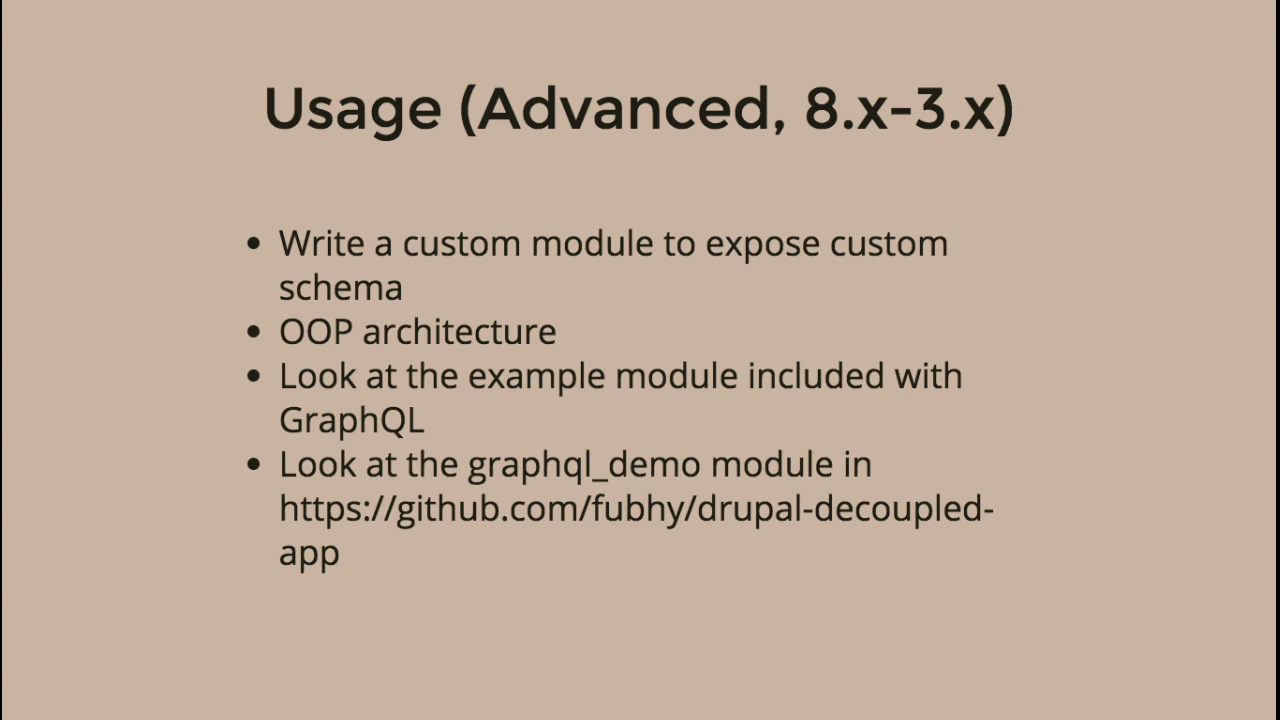 Usage (Advanced, 8.x-3.x)
• Write a custom module to expose custom
schema
• OOP architecture
• Look at the example module included with
GraphQL
• Look at the graphql_demo module in
https://github.com/fubhy/drupal-decoupled-
app